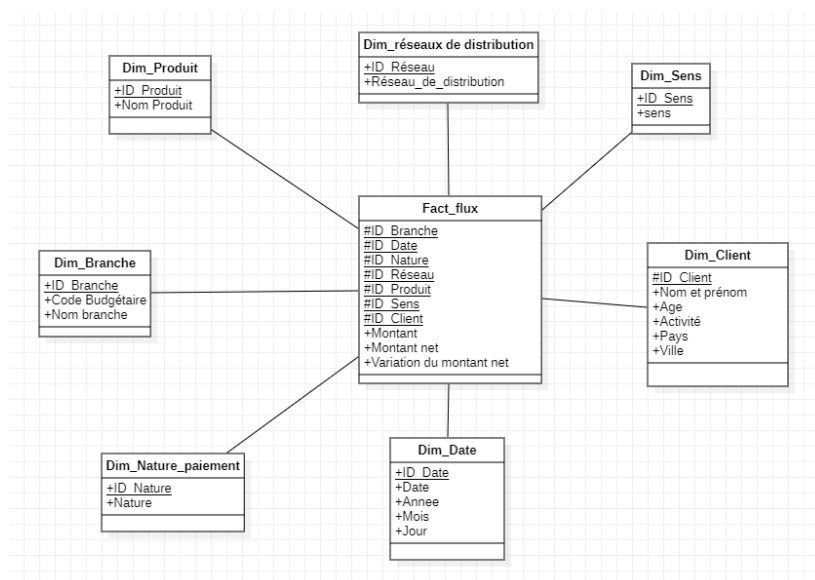 Dim_réseaux de distribution
+ID_Réseau
+Réseau_de_distribution
Dim_Produit
+ID_Produit
+Nom Produit
Dim_Sens
+ID_Sens
+sens
Fact_flux
#ID_Branche
#ID_Date
#ID_Nature
#ID_Réseau
#ID_Produit
#ID_Sens
#ID_Client
+Montant
+Montant net
+Variation du montant net
Dim_Branche
+ID_Branche
+Code Budgétaire
+Nom branche
Dim_Client
#ID_Client
+Nom et prénom
+Age
+Activité
+Pays
+Ville
Dim_Nature_paiement
+ID_Nature
+Nature
Dim_Date
+ID_Date
+Date
+Annee
+Mois
+Jour